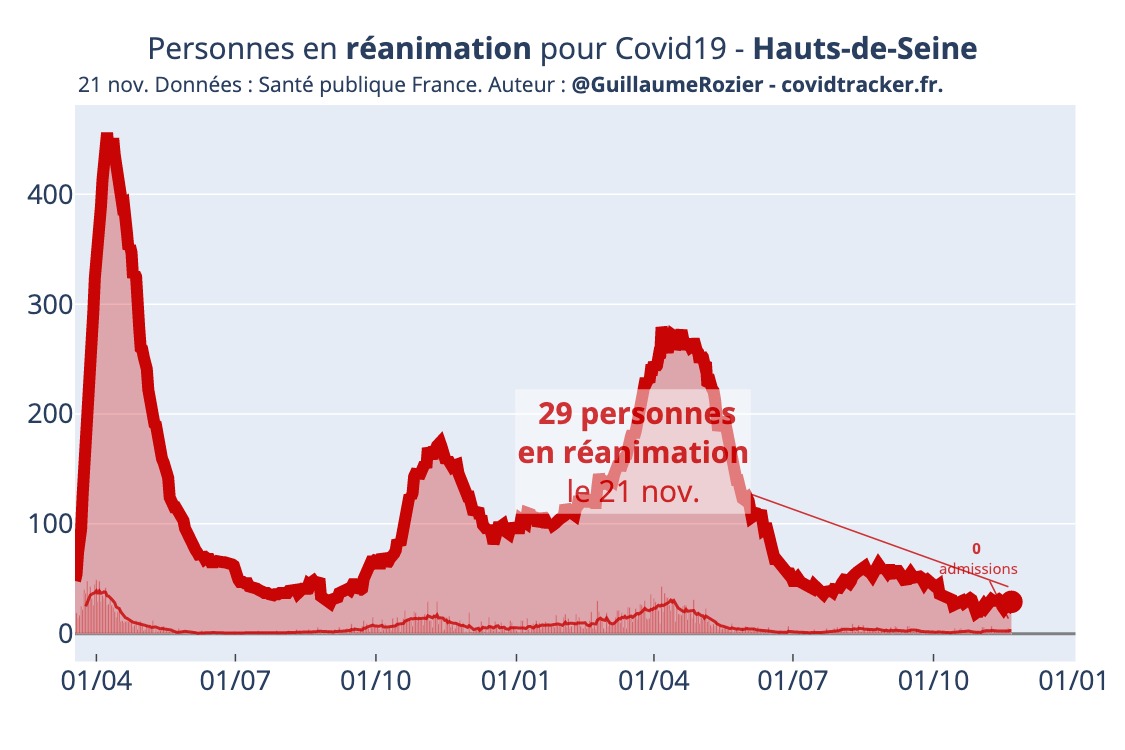 Personnes en réanimation pour Covid19 - Hauts-de-Seine
21 nov. Données : Santé publique France. Auteur : @GuillaumeRozier - covidtracker.fr.
400
300
200
100
0
29 personnes
en réanimation
le 21 nov.
0
admissions
01/04
01/07
01/10
01/01
01/04
01/07
01/10
01/01